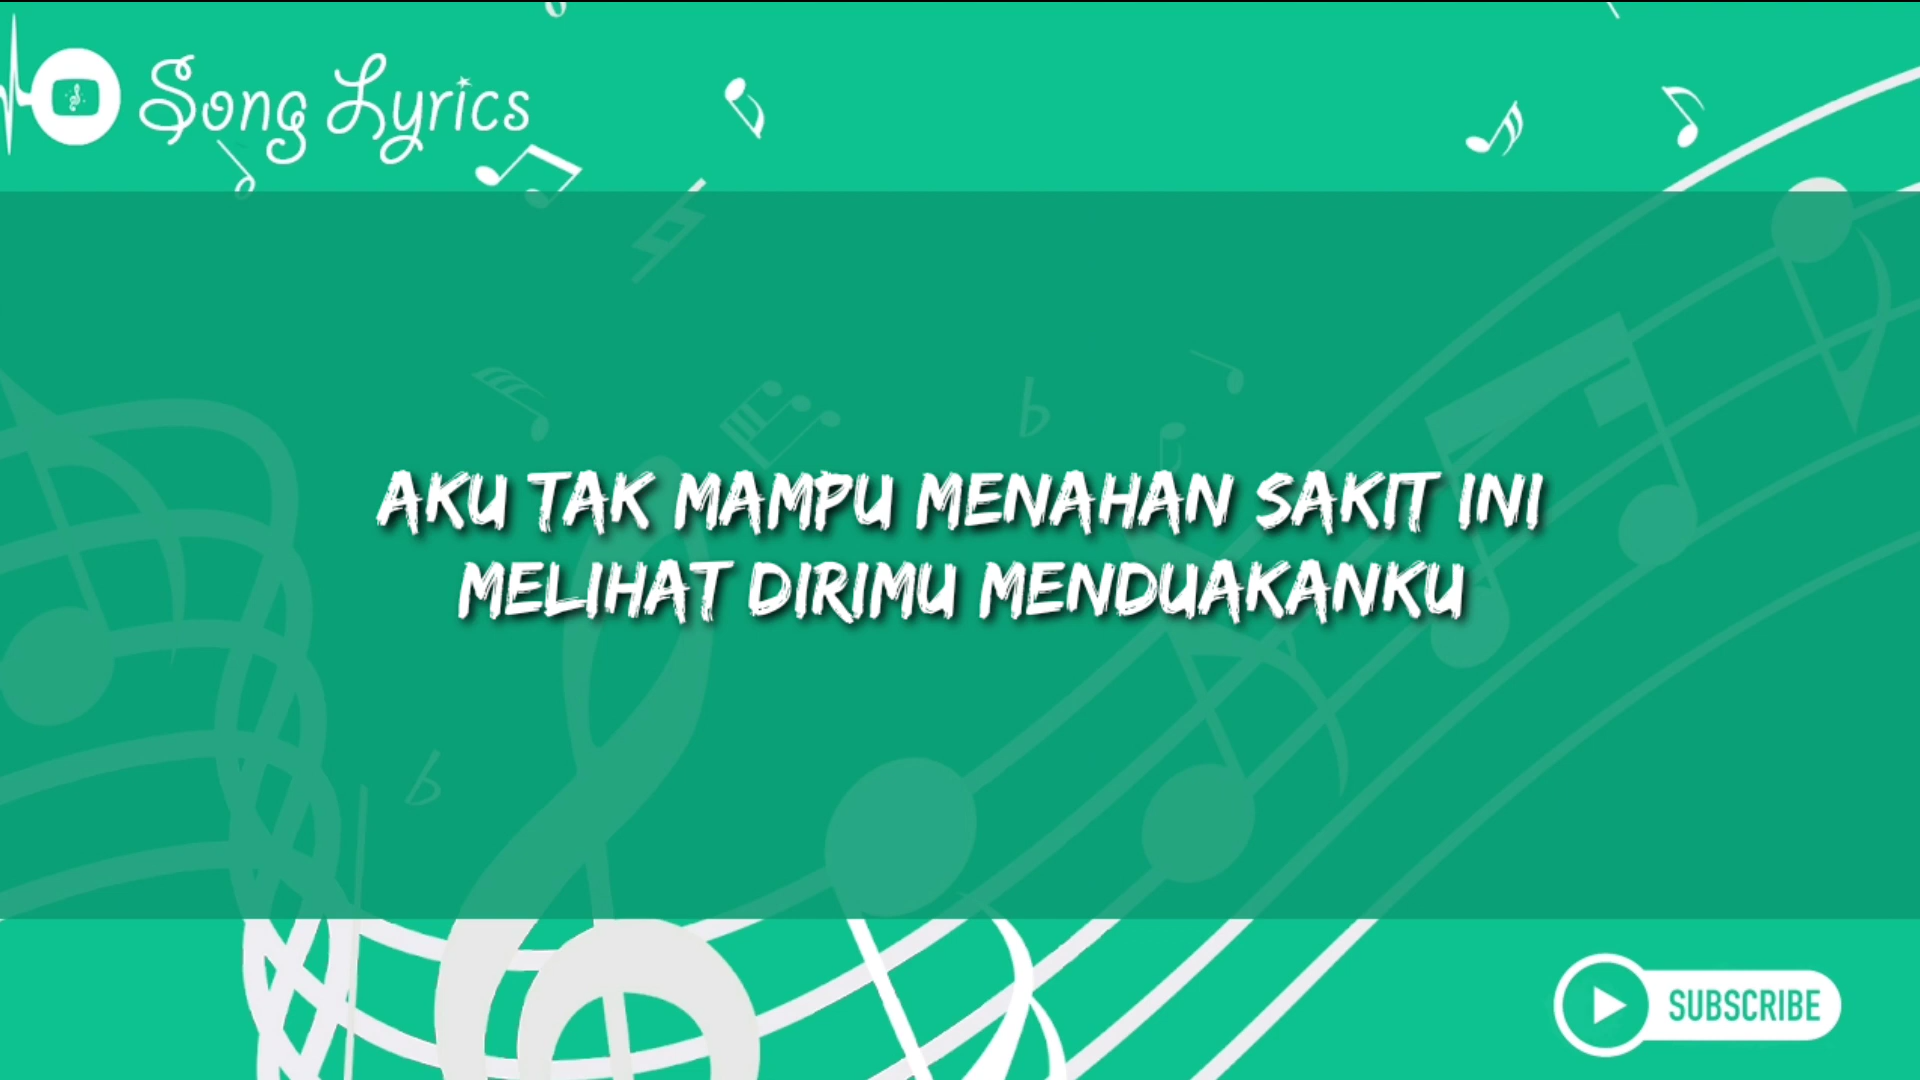 Song Lyrics
AKU TAK MAMPU MENAHAN SAKIT INI
MELIHAT DIRIMU MENDUAKANKU
SUBSCRIBE